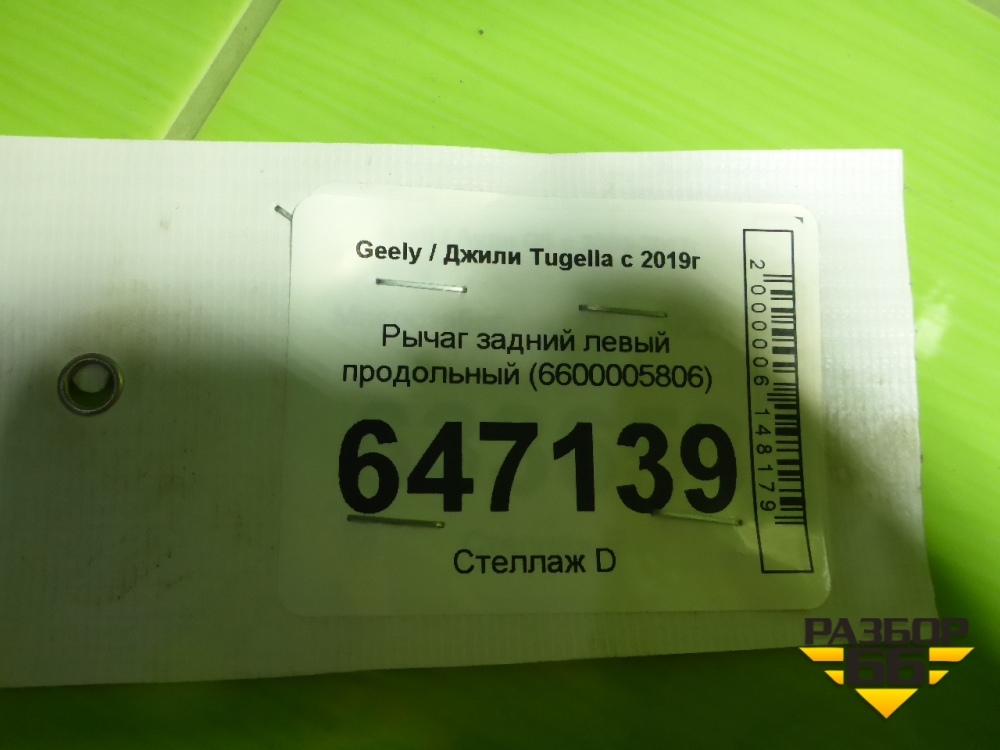 Geely / Джили Tugella с 2019г
Рычаг задний левый
продольный (6600005806)
647139
Стеллаж D
2000006148179
РАЗБОР
66